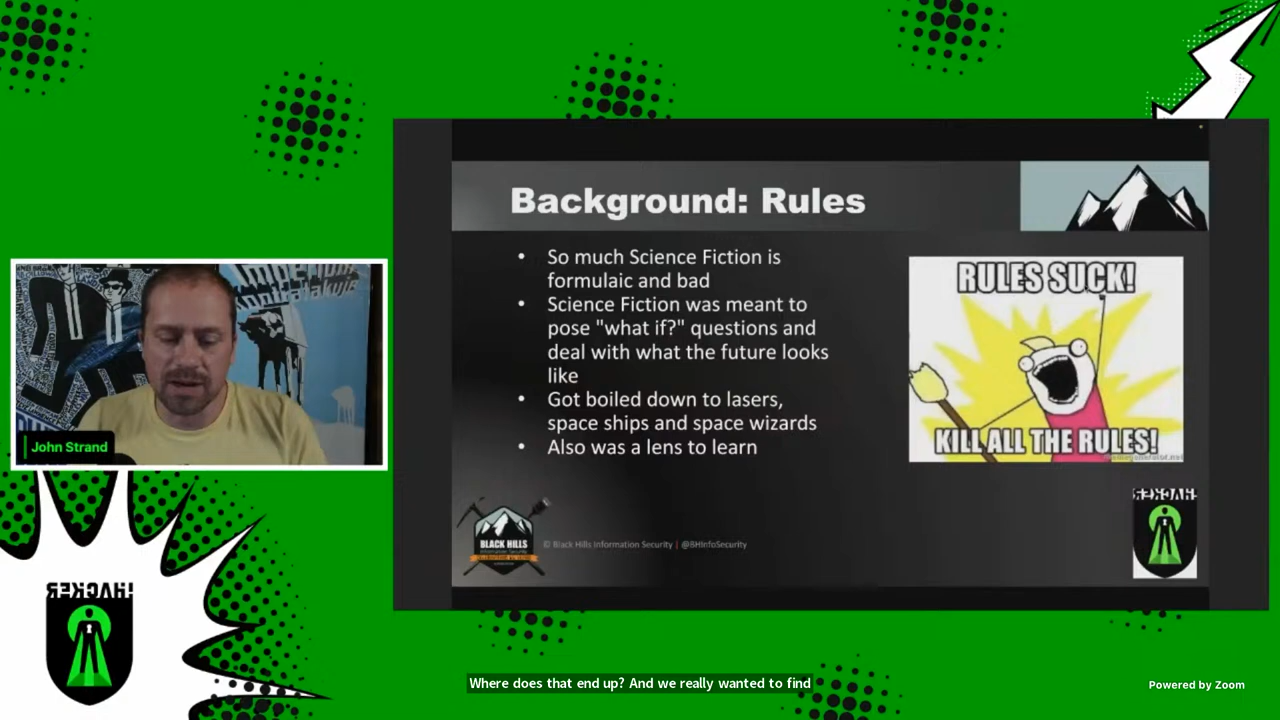 Background: Rules
• So much Science Fiction is
formulaic and bad
• Science Fiction was meant to
pose "what if?" questions and
deal with what the future looks
like
• Got boiled down to lasers,
space ships and space wizards
• Also was a lens to learn
RULES SUCK!
KILL ALL THE RULES!
BLACK HILLS
Information Security
© Black Hills Information Security | @BHInfoSecurity
John Strand
Where does that end up? And we really wanted to find
Powered by Zoom